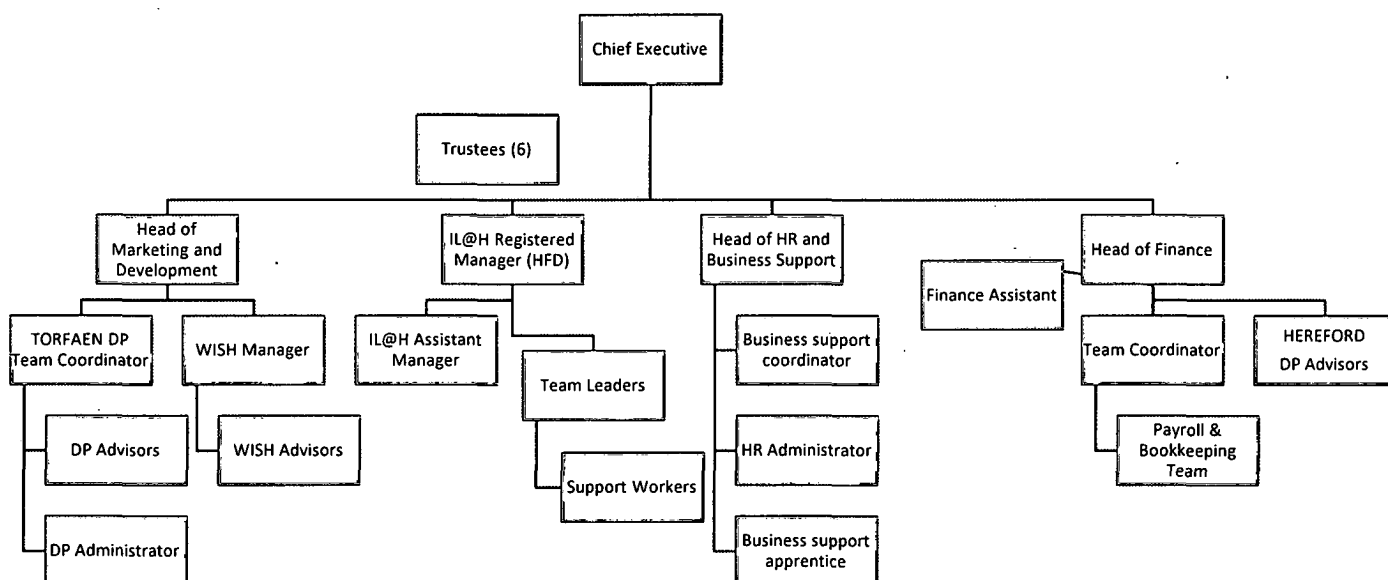 Chief Executive
Trustees (6)
Head of
Marketing and
Development
IL@H Registered
Manager (HFD)
Head of HR and
Business Support
Head of Finance
Finance Assistant
TORFAEN DP
Team Coordinator
WISH Manager
IL@H Assistant
Manager
Team Leaders
Business support
coordinator
Team Coordinator
HEREFORD
DP Advisors
DP Advisors
WISH Advisors
Support Workers
HR Administrator
Payroll &
Bookkeeping
Team
DP Administrator
Business support
apprentice